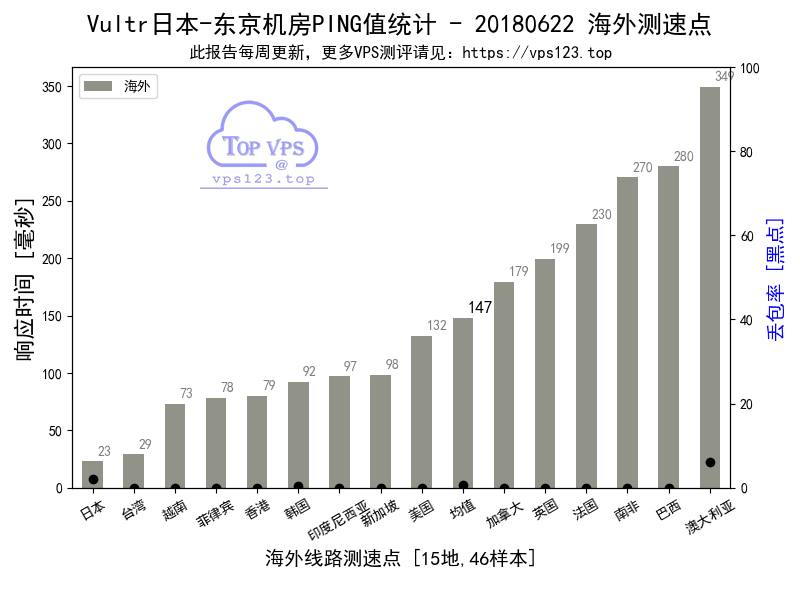 Vultr日本-东京机房PING值统计 - 20180622 海外测速点
此报告每周更新, 更多VPS测评请见: https://vps123.top
海外
TOP VPS
@
vps123.top
响应时间 [毫秒]
350
300
250
200
150
100
50
0
23
29
73
78
79
92
97
98
132
147
179
199
230
270
280
349
100
80
60
40
20
0
丢包率 [黑点]
日本
台湾
越南
菲律宾
香港
韩国
印度尼西亚
新加坡
美国
均值
加拿大
英国
法国
南非
巴西
澳大利亚
海外线路测速点 [15地,46样本]